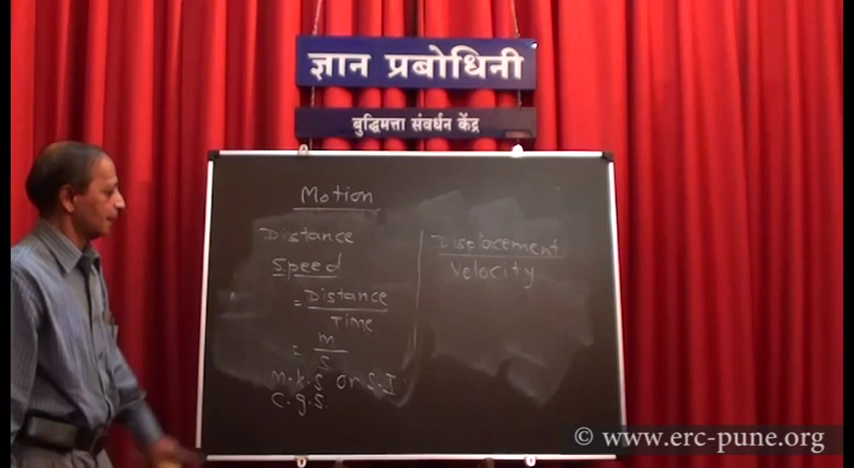 ज्ञान प्रबोधिनी
बुद्धिमत्ता संवर्धन केंद्र
Motion
Distance
Speed
= Distance
Time
= m
s
M.K.S or S.I.
C.g.s.
Displacement
Velocity
© www.erc-pune.org